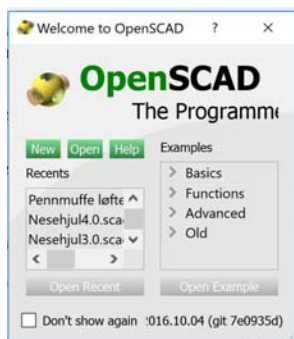 Welcome to OpenSCAD ? ×
OpenSCAD
The Programme
New Open Help
Examples
Recents
Pennmuffe løfte
Nesehjul4.0.sca
Nesehjul3.0.sca
Basics
Functions
Advanced
Old
Open Recent
Open Example
Don't show again
2016.10.04 (git 7e0935d)